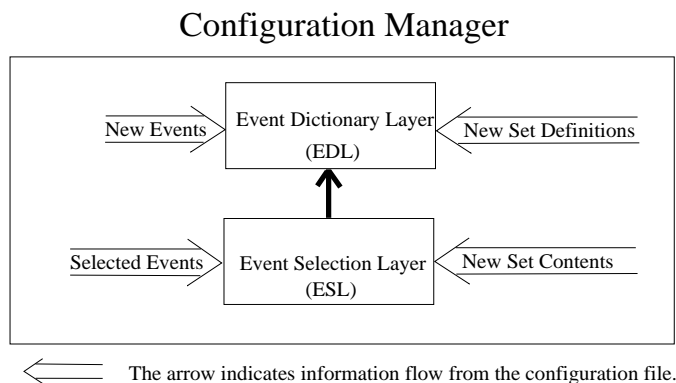 Configuration Manager
New Events
Event Dictionary Layer
(EDL)
New Set Definitions
Selected Events
Event Selection Layer
(ESL)
New Set Contents
The arrow indicates information flow from the configuration file.